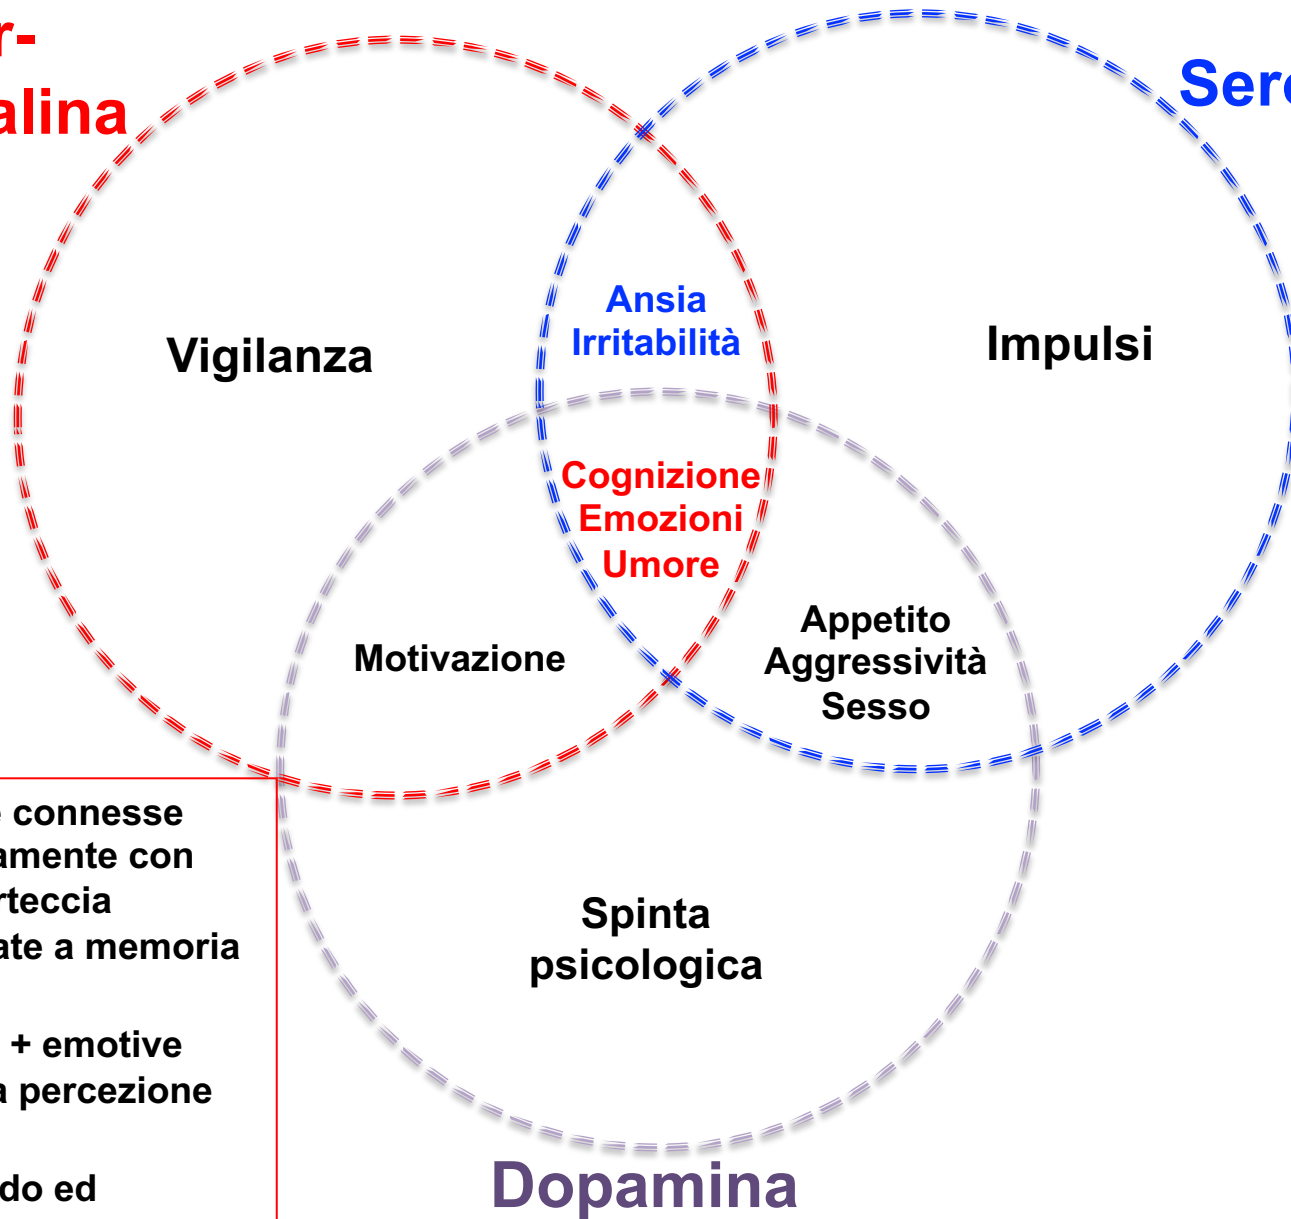 r-
alina
Sero
Ansia
Irritabilità
Vigilanza
Impulsi
Cognizione
Emozioni
Umore
Motivazione
Appetito
Aggressività
Sesso
e connesse
amente con
rteccia
ate a memoria
+ emotive
a percezione
do ed
Spinta
psicologica
Dopamina